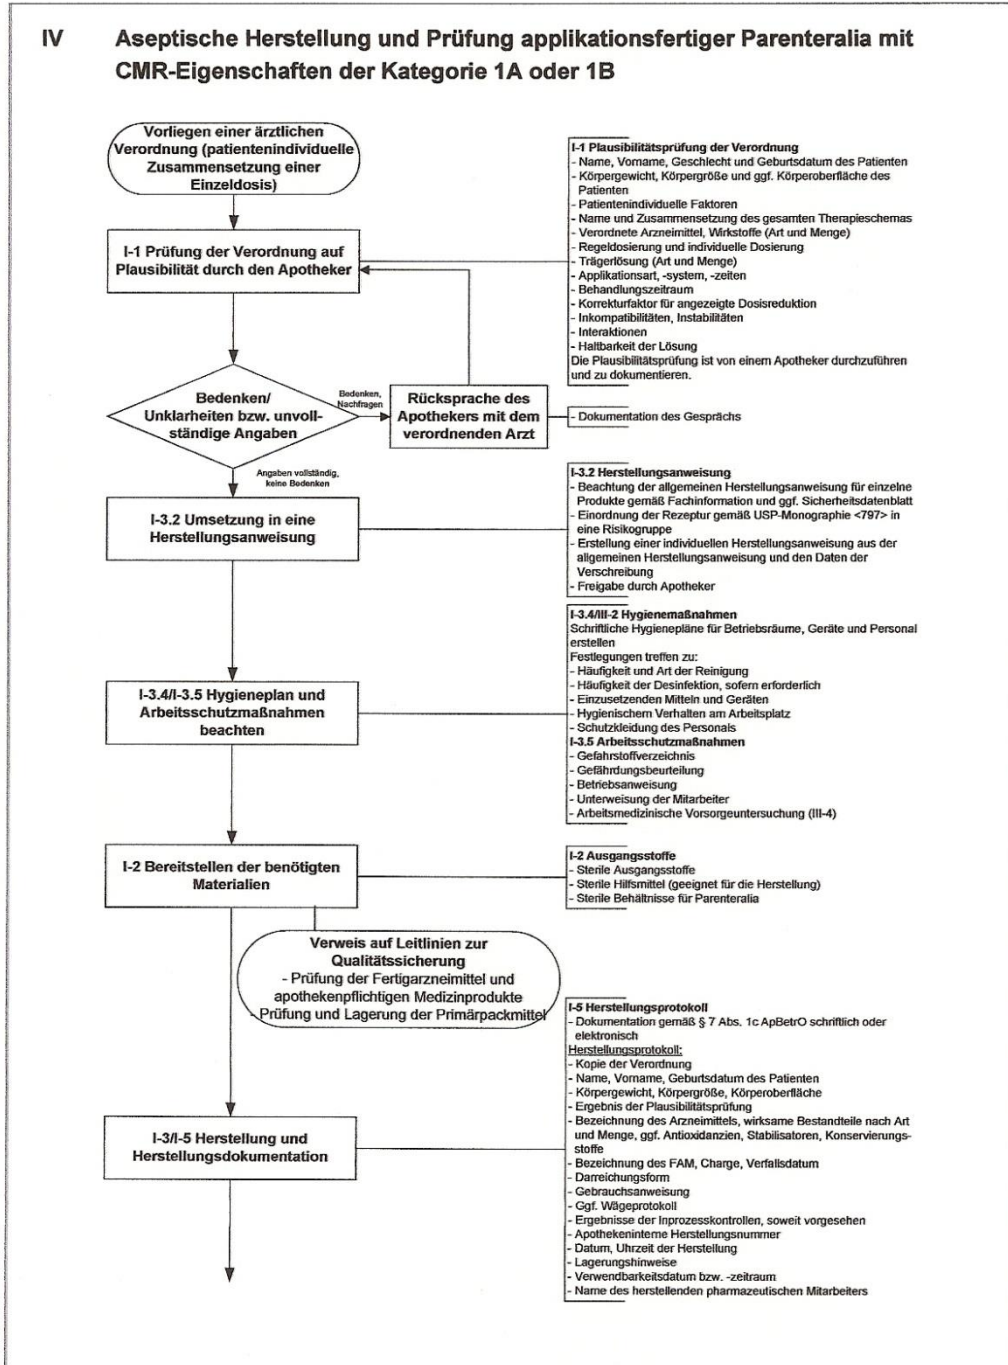 IV Aseptische Herstellung und Prüfung applikationsfertiger Parenteralia mit
CMR-Eigenschaften der Kategorie 1A oder 1B
Vorliegen einer ärztlichen
Verordnung (patientenindividuelle
Zusammensetzung einer
Einzeldosis)
I-1 Prüfung der Verordnung auf
Plausibilität durch den Apotheker
I-1 Plausibilitätsprüfung der Verordnung
- Name, Vorname, Geschlecht und Geburtsdatum des Patienten
- Körpergewicht, Körpergröße und ggf. Körperoberfläche des
Patienten
- Patientenindividuelle Faktoren
- Name und Zusammensetzung des gesamten Therapieschemas
- Verordnete Arzneimittel, Wirkstoffe (Art und Menge)
- Regeldosierung und individuelle Dosierung
- Trägerlösung (Art und Menge)
- Applikationsart, -system, -zeiten
- Behandlungszeitraum
- Korrekturfaktor für angezeigte Dosisreduktion
- Inkompatibilitäten, Instabilitäten
- Interaktionen
- Haltbarkeit der Lösung
Die Plausibilitätsprüfung ist von einem Apotheker durchzuführen
und zu dokumentieren.
Bedenken/
Unklarheiten bzw. unvoll-
ständige Angaben
Bedenken,
Nachfragen
Rücksprache des
Apothekers mit dem
verordnenden Arzt
- Dokumentation des Gesprächs
Angaben vollständig,
keine Bedenken
I-3.2 Umsetzung in eine
Herstellungsanweisung
I-3.2 Herstellungsanweisung
- Beachtung der allgemeinen Herstellungsanweisung für einzelne
Produkte gemäß Fachinformation und ggf. Sicherheitsdatenblatt
- Einordnung der Rezeptur gemäß USP-Monographie <797> in
eine Risikogruppe
- Erstellung einer individuellen Herstellungsanweisung aus der
allgemeinen Herstellungsanweisung und den Daten der
Verschreibung
- Freigabe durch Apotheker
I-3.4/I-3.5 Hygieneplan und
Arbeitsschutzmaßnahmen
beachten
I-3.4/III-2 Hygienemaßnahmen
Schriftliche Hygienepläne für Betriebsräume, Geräte und Personal
erstellen
Festlegungen treffen zu:
- Häufigkeit und Art der Reinigung
- Häufigkeit der Desinfektion, sofern erforderlich
- Einzusetzenden Mitteln und Geräten
- Hygienischem Verhalten am Arbeitsplatz
- Schutzkleidung des Personals
I-3.5 Arbeitsschutzmaßnahmen
- Gefahrstoffverzeichnis
- Gefährdungsbeurteilung
- Betriebsanweisung
- Unterweisung der Mitarbeiter
- Arbeitsmedizinische Vorsorgeuntersuchung (III-4)
I-2 Bereitstellen der benötigten
Materialien
I-2 Ausgangsstoffe
- Sterile Ausgangsstoffe
- Sterile Hilfsmittel (geeignet für die Herstellung)
- Sterile Behältnisse für Parenteralia
Verweis auf Leitlinien zur
Qualitätssicherung
- Prüfung der Fertigarzneimittel und
apothekenpflichtigen Medizinprodukte
- Prüfung und Lagerung der Primärpackmittel
I-3/I-5 Herstellung und
Herstellungsdokumentation
I-5 Herstellungsprotokoll
- Dokumentation gemäß § 7 Abs. 1c ApBetrO schriftlich oder
elektronisch
Herstellungsprotokoll:
- Kopie der Verordnung
- Name, Vorname, Geburtsdatum des Patienten
- Körpergewicht, Körpergröße, Körperoberfläche
- Ergebnis der Plausibilitätsprüfung
- Bezeichnung des Arzneimittels, wirksame Bestandteile nach Art
und Menge, ggf. Antioxidanzien, Stabilisatoren, Konservierungs-
stoffe
- Bezeichnung des FAM, Charge, Verfallsdatum
- Darreichungsform
- Gebrauchsanweisung
- Ggf. Wägeprotokoll
- Ergebnisse der Inprozesskontrollen, soweit vorgesehen
- Apothekeninterne Herstellungsnummer
- Datum, Uhrzeit der Herstellung
- Lagerungshinweise
- Verwendbarkeitsdatum bzw. -zeitraum
- Name des herstellenden pharmazeutischen Mitarbeiters